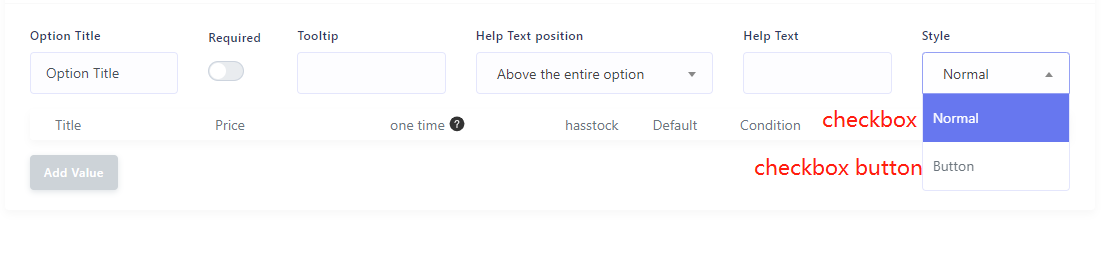 Option Title Required Tooltip Help Text position Help Text Style
Option Title Above the entire option Normal
Title Price one time ? hasstock Default Condition checkbox Normal
Add Value checkbox button Button